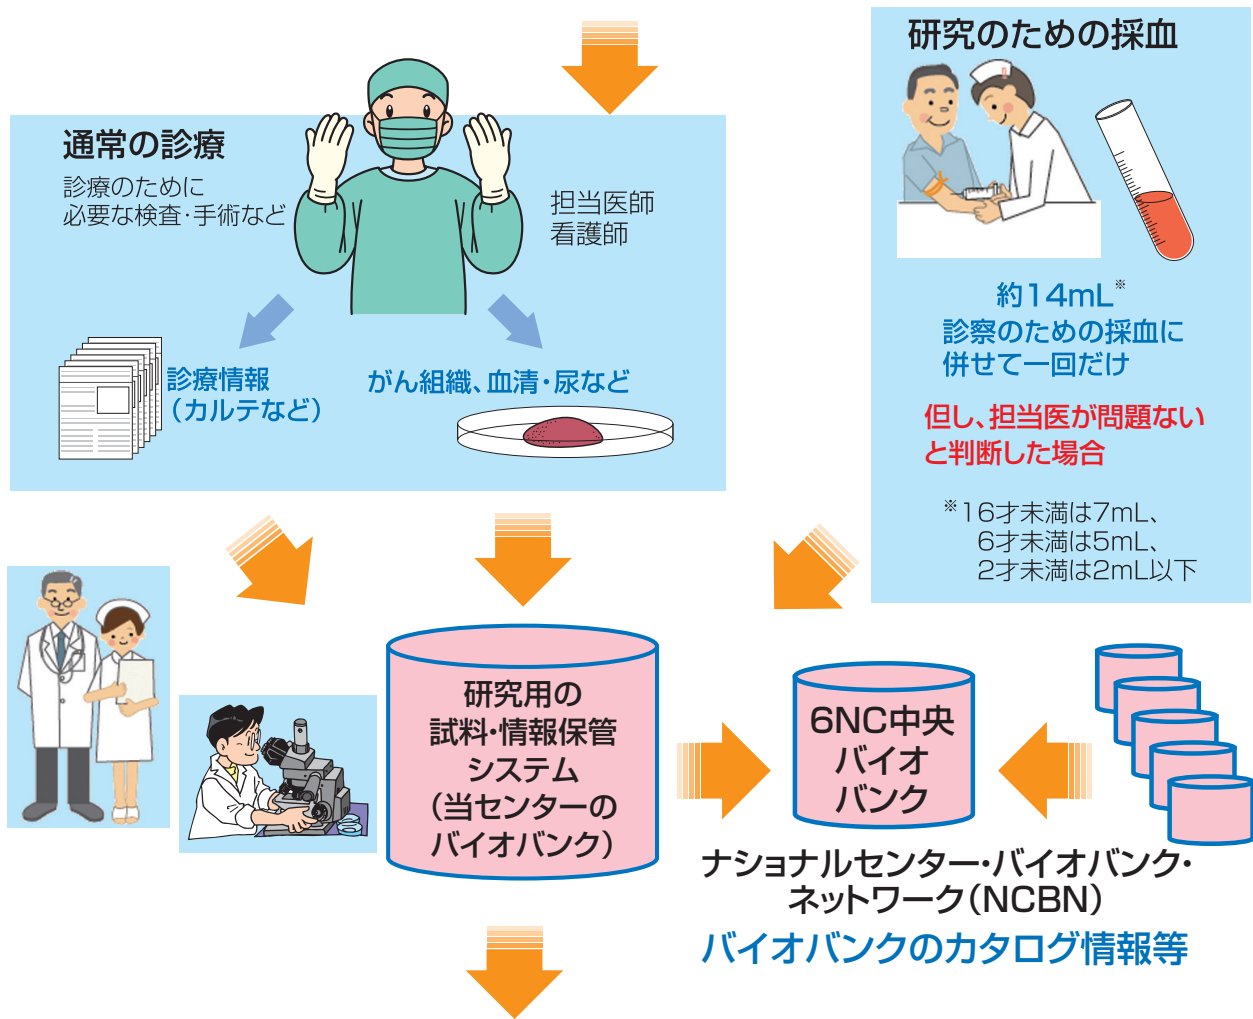 通常の診療
診療のために
必要な検査・手術など
担当医師
看護師
診療情報
（カルテなど）
がん組織、血清・尿など
研究のための採血
約14mL※
診察のための採血に
併せて一回だけ
但し、担当医が問題ない
と判断した場合
※16才未満は7mL、
6才未満は5mL、
2才未満は2mL以下
研究用の
試料・情報保管
システム
（当センターの
バイオバンク）
6NC中央
バイオ
バンク
ナショナルセンター・バイオバンク・
ネットワーク（NCBN）
バイオバンクのカタログ情報等